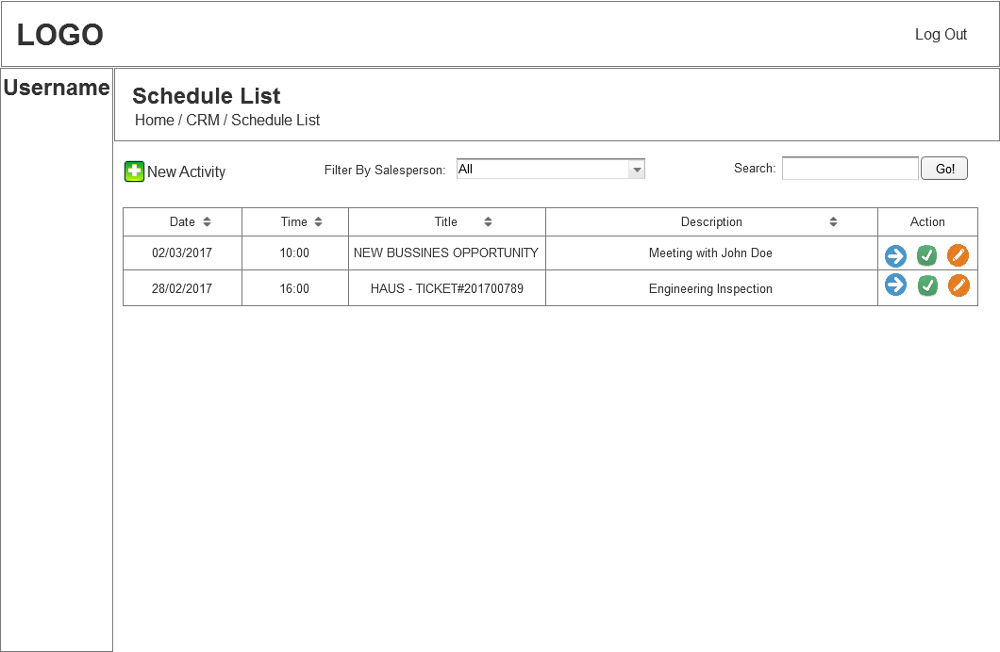 LOGO
Log Out
Username
Schedule List
Home / CRM / Schedule List
New Activity
Filter By Salesperson:
All
Search:
Go!
Date
Time
Title
Description
Action
02/03/2017
10:00
NEW BUSSINES OPPORTUNITY
Meeting with John Doe
28/02/2017
16:00
HAUS - TICKET#201700789
Engineering Inspection